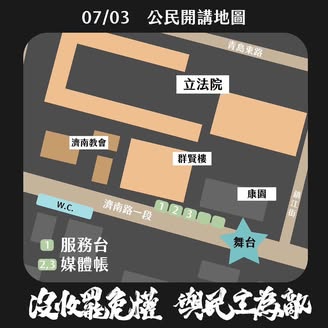 07/03 公民開講地圖
青島東路
立法院
濟南教會
群賢樓
康園
鎮江街
W.C.
濟南路一段
1 2 3
舞台
1 服務台
2,3 媒體帳
沒收罷免權 與民主為敵